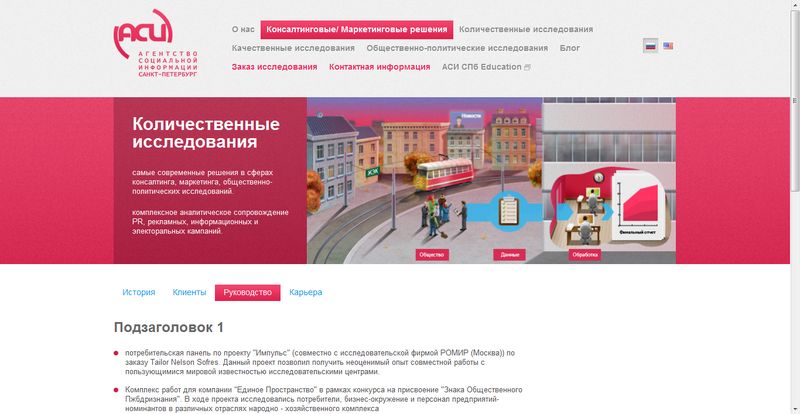 АСИ
АГЕНТСТВО
СОЦИАЛЬНОЙ
ИНФОРМАЦИИ
САНКТ-ПЕТЕРБУРГ
О нас Консалтинговые/ Маркетинговые решения Количественные исследования
Качественные исследования Общественно-политические исследования Блог
Заказ исследования Контактная информация АСИ СПб Education
Количественные
исследования
самые современные решения в сферах
консалтинга, маркетинга, общественно-
политических исследований.
комплексное аналитическое сопровождение
PR, рекламных, информационных и
электоральных кампаний.
Новости
Финальный отчет
Общество Данные Обработка
История Клиенты Руководство Карьера
Подзаголовок 1
потребительская панель по проекту "Импульс" (совместно с исследовательской фирмой РОМИР (Москва)) по
заказу Tailor Nelson Sofres. Данный проект позволил получить неоценимый опыт совместной работы с
пользующимися мировой известностью исследовательскими центрами.
Комплекс работ для компании "Единое Пространство" в рамках конкурса на присвоение "Знака Общественного
Пжбдризнания". В ходе проекта исследовались потребители, бизнес-окружение и персонал предприятий-
номинантов в различных отраслях народно - хозяйственного комплекса